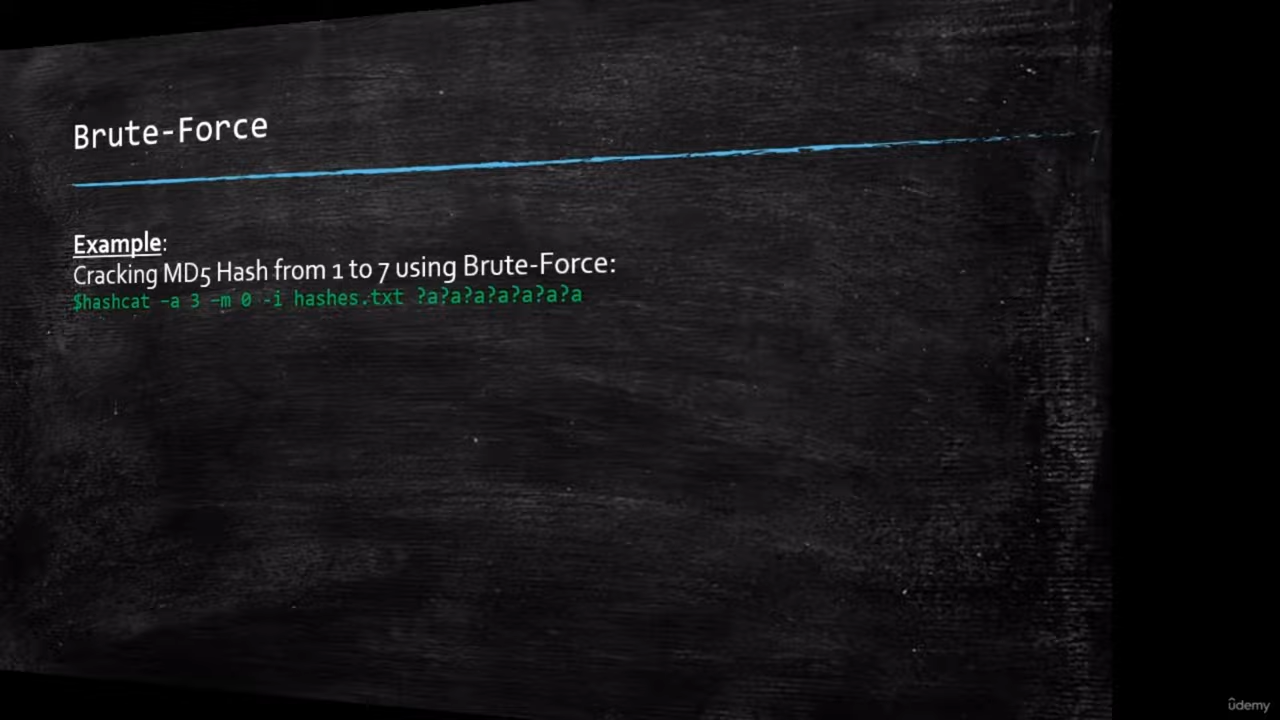 Brute-Force
Example:
Cracking MD5 Hash from 1 to 7 using Brute-Force:
$hashcat –a 3 –m 0 -i hashes.txt ?a?a?a?a?a?a?a
ûdemy